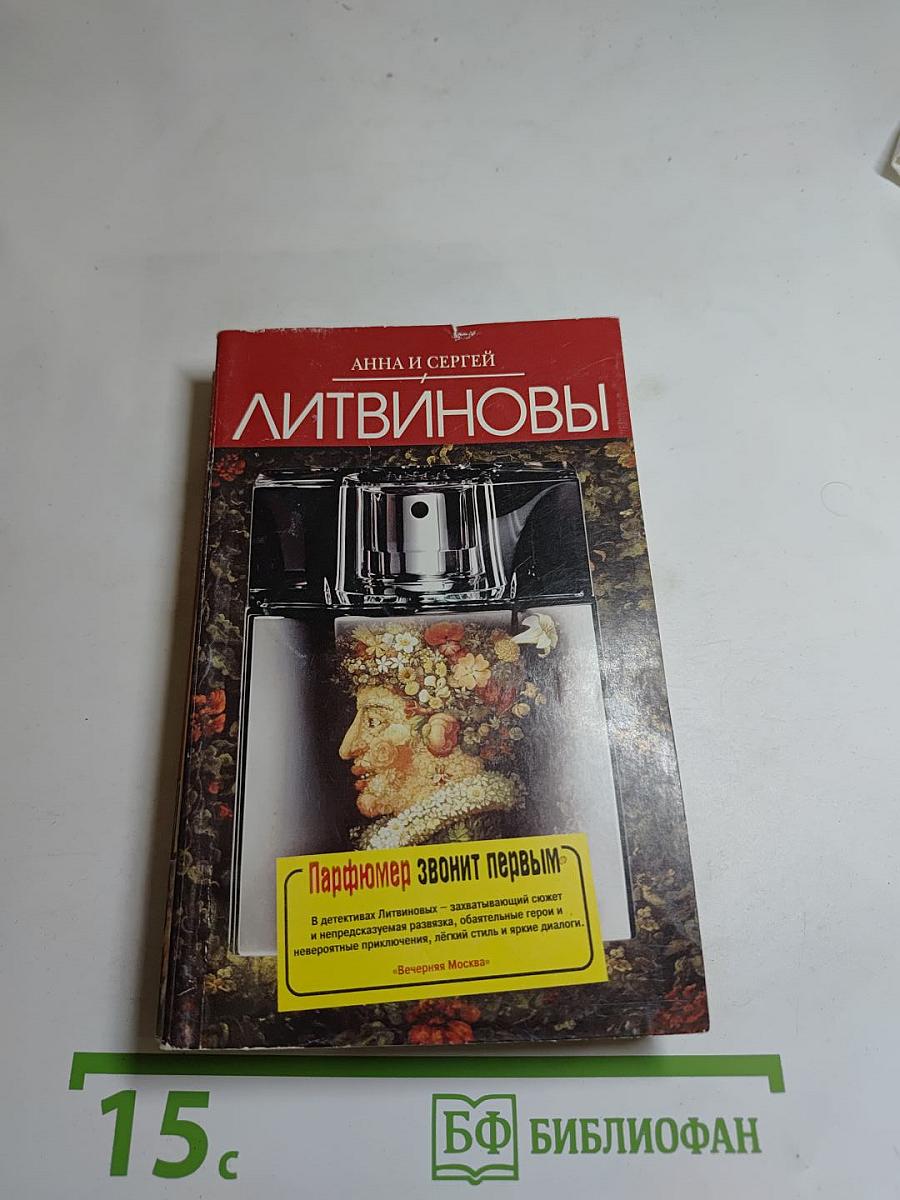 АННА И СЕРГЕЙ
ЛИТВИНОВЫ
Парфюмер звонит первым
В детективах Литвиновых – захватывающий сюжет
и непредсказуемая развязка, обаятельные герои и
невероятные приключения, лёгкий стиль и яркие диалоги.
«Вечерняя Москва»
15 с
БФ БИБЛИОФАН